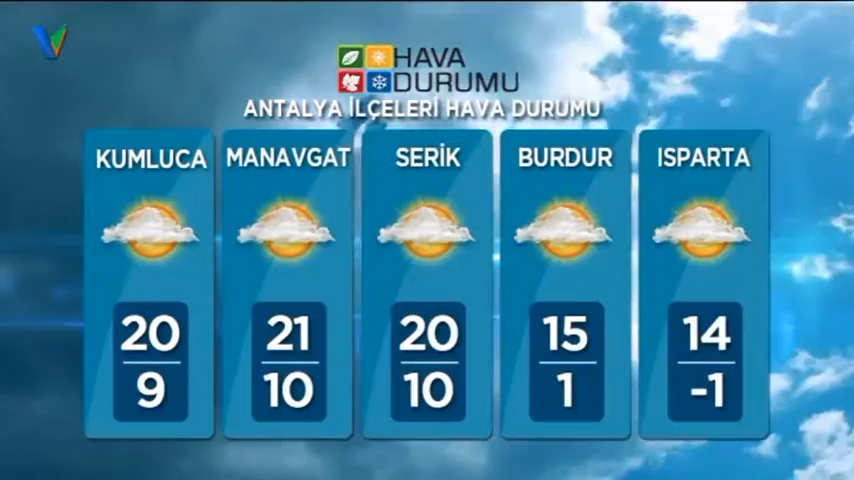 HAVA
DURUMU
ANTALYA İLÇELERİ HAVA DURUMU
KUMLUCA MANAVGAT SERİK BURDUR ISPARTA
20 21 20 15 14
9 10 10 1 -1